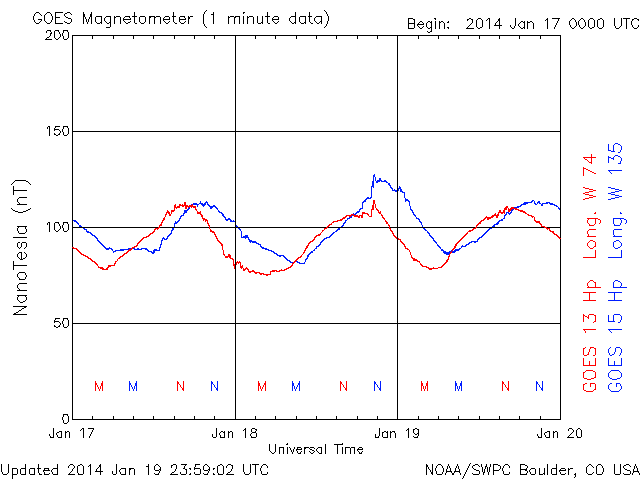 GOES Magnetometer (1 minute data)
Begin: 2014 Jan 17 0000 UTC
200
150
100
50
0
NanoTesla (nT)
M M N N M M N N M M N N
Jan 17 Jan 18 Jan 19 Jan 20
Universal Time
GOES 13 Hp Long. W 74
GOES 15 Hp Long. W 135
Updated 2014 Jan 19 23:59:02 UTC
NOAA/SWPC Boulder, CO USA